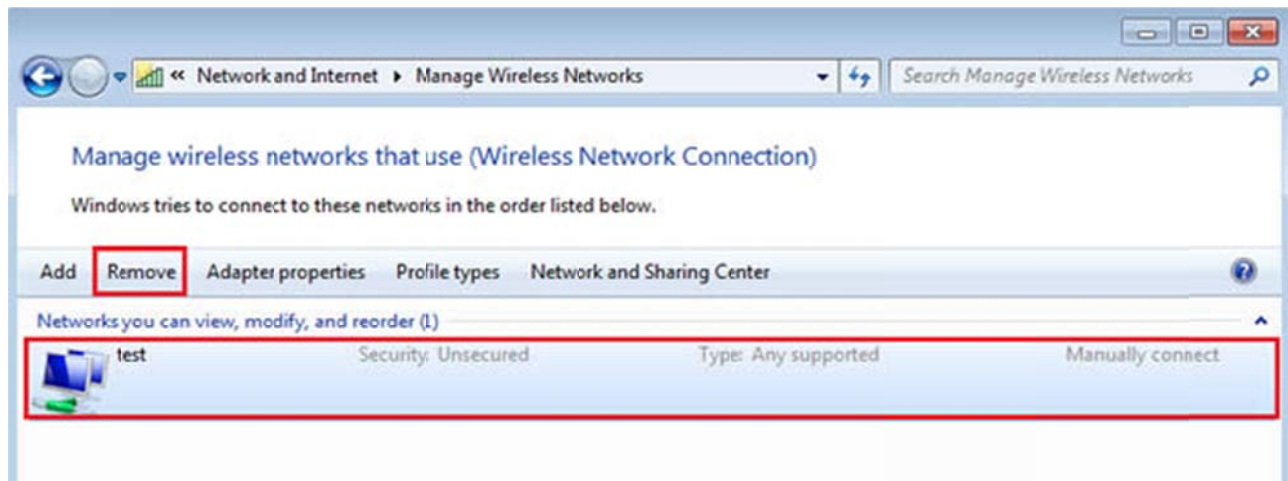 « Network and Internet ▸ Manage Wireless Networks Search Manage Wireless Networks
Manage wireless networks that use (Wireless Network Connection)
Windows tries to connect to these networks in the order listed below.
Add Remove Adapter properties Profile types Network and Sharing Center
Networks you can view, modify, and reorder (1)
test Security: Unsecured Type: Any supported Manually connect